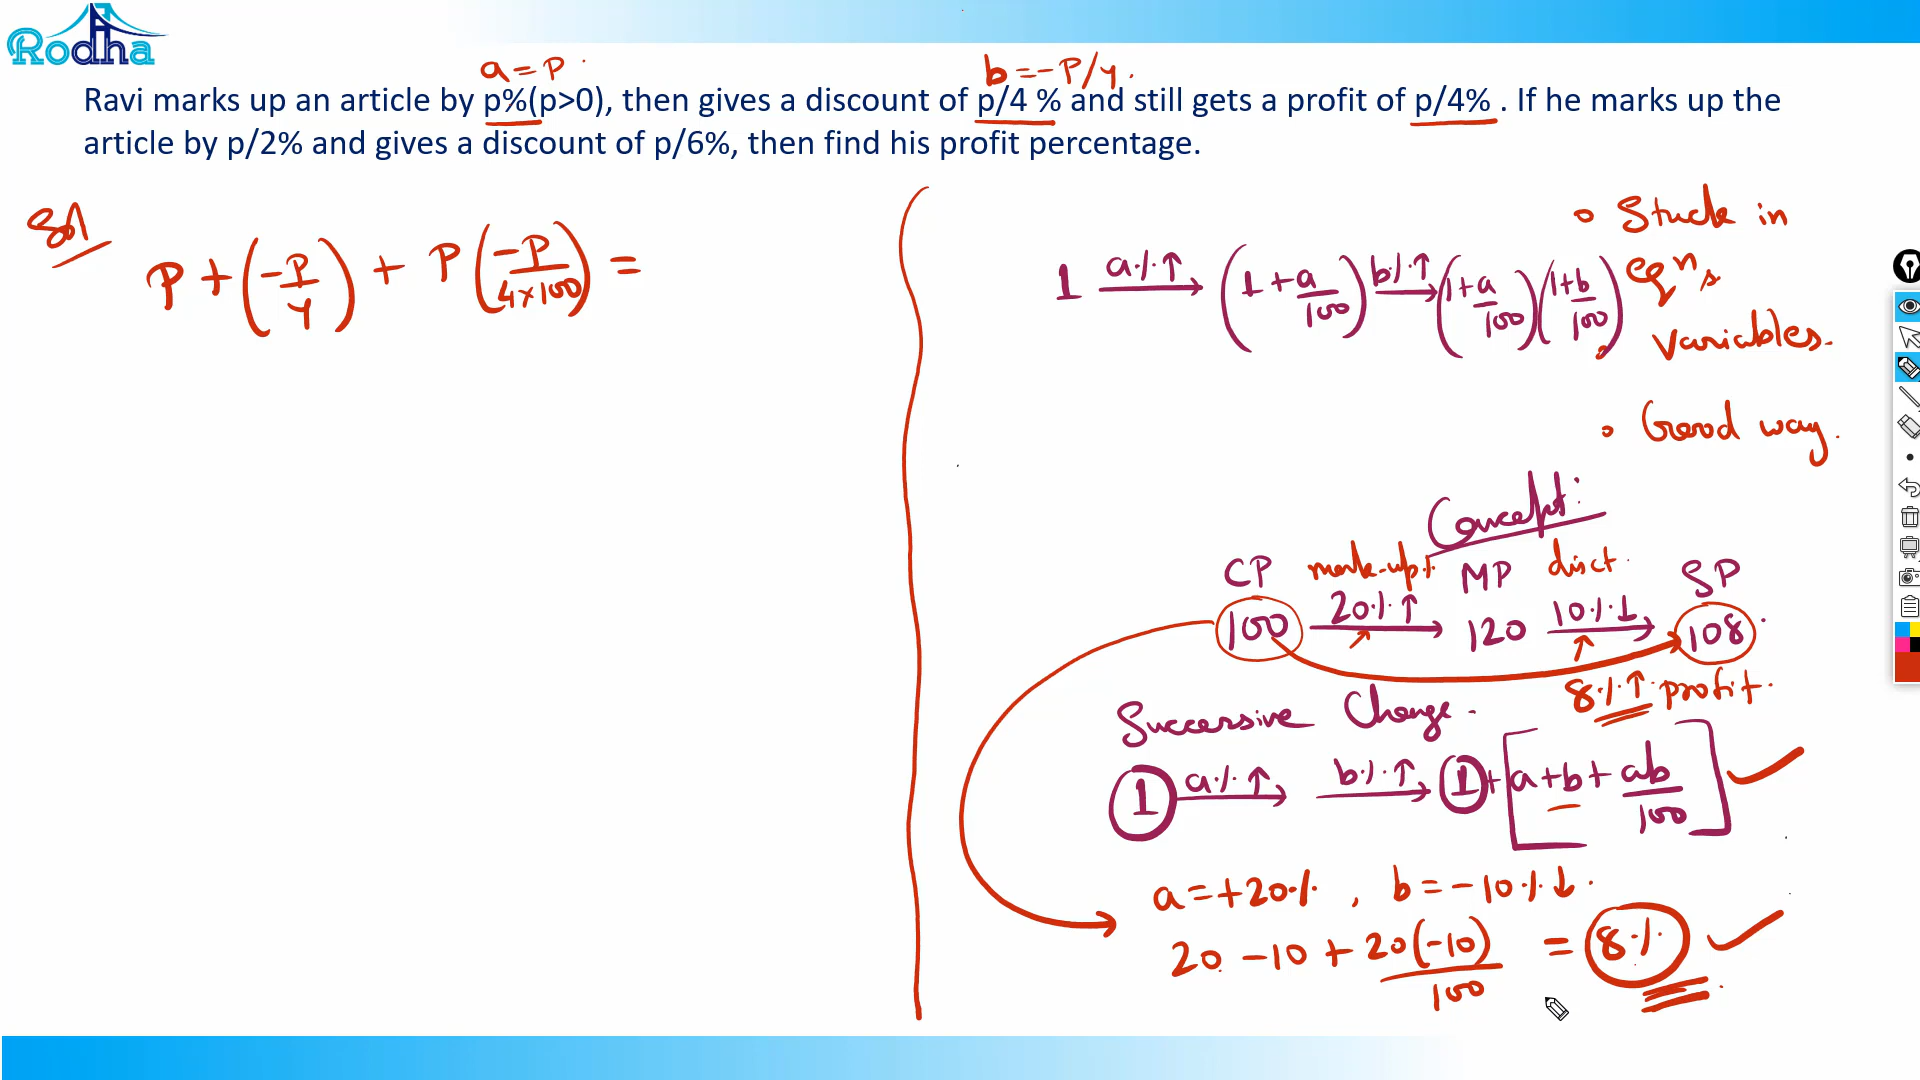 Rodha
a = P
b = -P/4.
Ravi marks up an article by p%(p>0), then gives a discount of p/4 % and still gets a profit of p/4% . If he marks up the
article by p/2% and gives a discount of p/6%, then find his profit percentage.
Sol
P + (-P/4) + P (-P/4×100) =
• Stuck in
eqns
• Variables.
• Good way.
1 a%↑ → (1 + a/100) b%↑ → (1+a/100) (1+b/100)
Concept:
CP mark-up% MP disct. SP
100 20%↑ → 120 10%↓ → 108.
8%↑ profit.
Successive Change.
1 a%↑ → b%↑ → 1 + [a + b + ab/100]
a = +20% , b = -10%↓.
20 - 10 + 20(-10)/100 = 8%